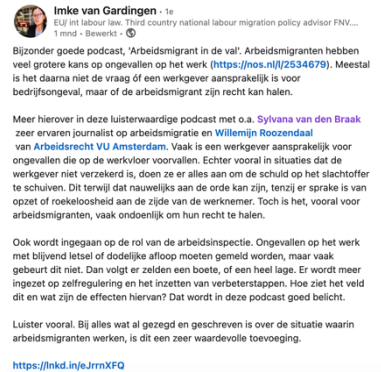 Imke van Gardingen • 1e
EU/ int labour law. Third country national labour migration policy advisor FNV....
1 mnd • Bewerkt •
Bijzonder goede podcast, 'Arbeidsmigrant in de val'. Arbeidsmigranten hebben
veel grotere kans op ongevallen op het werk (https://nos.nl/l/2534679). Meestal
is het daarna niet de vraag óf een werkgever aansprakelijk is voor
bedrijfsongeval, maar of de arbeidsmigrant zijn recht kan halen.
Meer hierover in deze luisterwaardige podcast met o.a. Sylvana van den Braak
zeer ervaren journalist op arbeidsmigratie en Willemijn Roozendaal
van Arbeidsrecht VU Amsterdam. Vaak is een werkgever aansprakelijk voor
ongevallen die op de werkvloer voorvallen. Echter vooral in situaties dat de
werkgever niet verzekerd is, doen ze er alles aan om de schuld op het slachtoffer
te schuiven. Dit terwijl dat nauwelijks aan de orde kan zijn, tenzij er sprake is van
opzet of roekeloosheid aan de zijde van de werknemer. Toch is het, vooral voor
arbeidsmigranten, vaak ondoenlijk om hun recht te halen.
Ook wordt ingegaan op de rol van de arbeidsinspectie. Ongevallen op het werk
met blijvend letsel of dodelijke afloop moeten gemeld worden, maar vaak
gebeurt dit niet. Dan volgt er zelden een boete, of een heel lage. Er wordt meer
ingezet op zelfregulering en het inzetten van verbeterstappen. Hoe ziet het veld
dit en wat zijn de effecten hiervan? Dat wordt in deze podcast goed belicht.
Luister vooral. Bij alles wat al gezegd en geschreven is over de situatie waarin
arbeidsmigranten werken, is dit een zeer waardevolle toevoeging.
https://lnkd.in/eJrrnXFQ